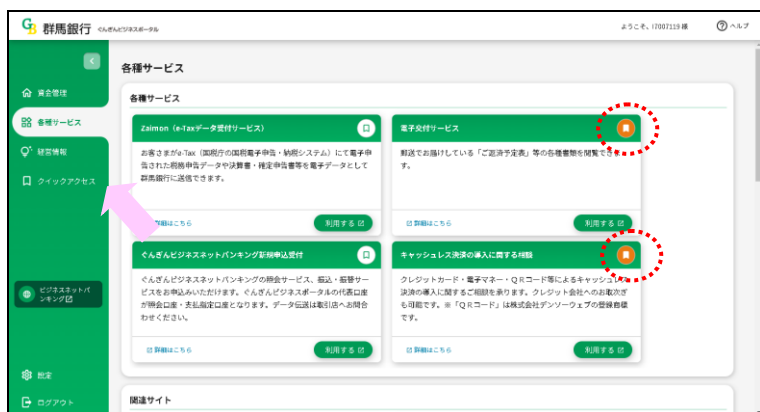 群馬銀行 ぐんぎんビジネスポータル
ようこそ、I7007119 様
ヘルプ
資金管理
各種サービス
経営情報
クイックアクセス
ビジネスネットバ
ンキング
設定
ログアウト
各種サービス
各種サービス
Zaimon（e-Taxデータ受付サービス）
お客さまがe-Tax（国税庁の国税電子申告・納税システム）にて電子申
告された税務申告データや決算書・確定申告書等を電子データとして
群馬銀行に送信できます。
詳細はこちら
利用する
電子交付サービス
郵送でお届けしている「ご返済予定表」等の各種書類を閲覧できま
す。
詳細はこちら
利用する
ぐんぎんビジネスネットバンキング新規申込受付
ぐんぎんビジネスネットバンキングの照会サービス、振込・振替サー
ビスをお申込みいただけます。ぐんぎんビジネスポータルの代表口座
が照会口座・支払指定口座となります。データ伝送は取引店へお問合
わせください。
詳細はこちら
利用する
キャッシュレス決済の導入に関する相談
クレジットカード・電子マネー・QRコード等によるキャッシュレス
決済の導入に関するご相談を承ります。クレジット会社へのお取次ぎ
も可能です。※「QRコード」は株式会社デンソーウェーブの登録商標
です。
詳細はこちら
利用する
関連サイト